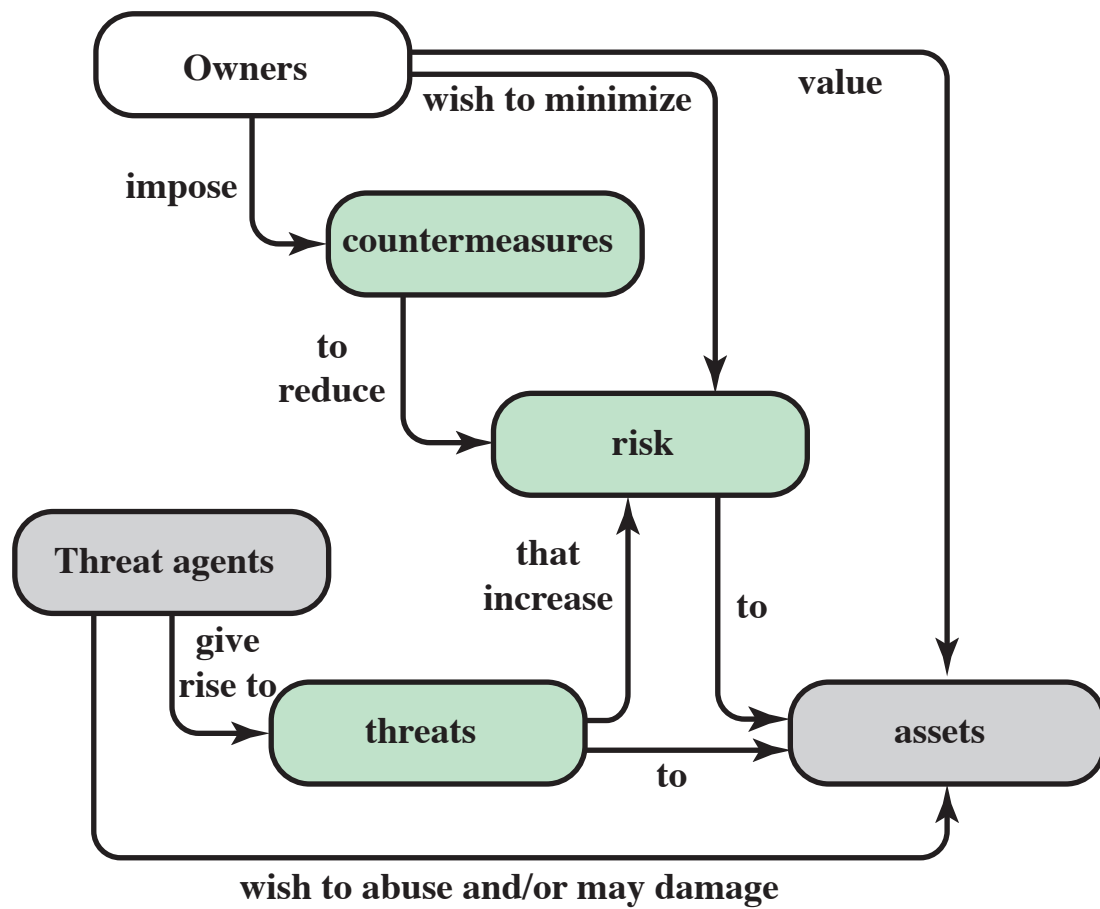 Owners
value
wish to minimize
impose
countermeasures
to
reduce
risk
Threat agents
that
increase
to
give
rise to
threats
assets
to
wish to abuse and/or may damage